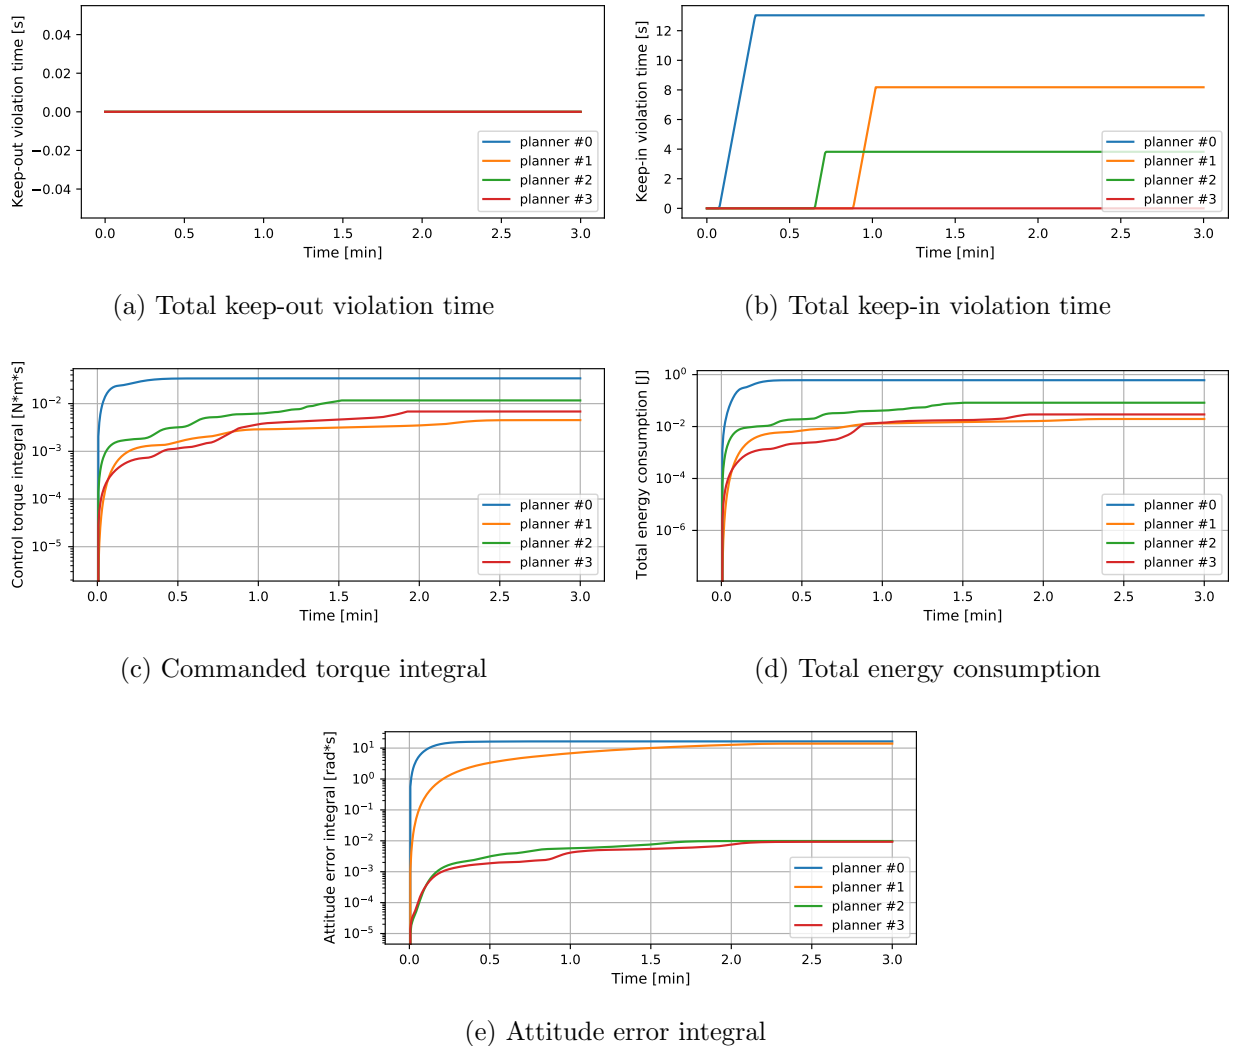 Keep-out violation time [s]
0.04
0.02
0.00
−0.02
−0.04
planner #0
planner #1
planner #2
planner #3
0.0 0.5 1.0 1.5 2.0 2.5 3.0
Time [min]
(a) Total keep-out violation time
Keep-in violation time [s]
12
10
8
6
4
2
0
planner #0
planner #1
planner #2
planner #3
0.0 0.5 1.0 1.5 2.0 2.5 3.0
Time [min]
(b) Total keep-in violation time
Control torque integral [N*m*s]
10⁻²
10⁻³
10⁻⁴
10⁻⁵
planner #0
planner #1
planner #2
planner #3
0.0 0.5 1.0 1.5 2.0 2.5 3.0
Time [min]
(c) Commanded torque integral
Total energy consumption [J]
10⁰
10⁻²
10⁻⁴
10⁻⁶
planner #0
planner #1
planner #2
planner #3
0.0 0.5 1.0 1.5 2.0 2.5 3.0
Time [min]
(d) Total energy consumption
Attitude error integral [rad*s]
10¹
10⁰
10⁻¹
10⁻²
10⁻³
10⁻⁴
10⁻⁵
planner #0
planner #1
planner #2
planner #3
0.0 0.5 1.0 1.5 2.0 2.5 3.0
Time [min]
(e) Attitude error integral